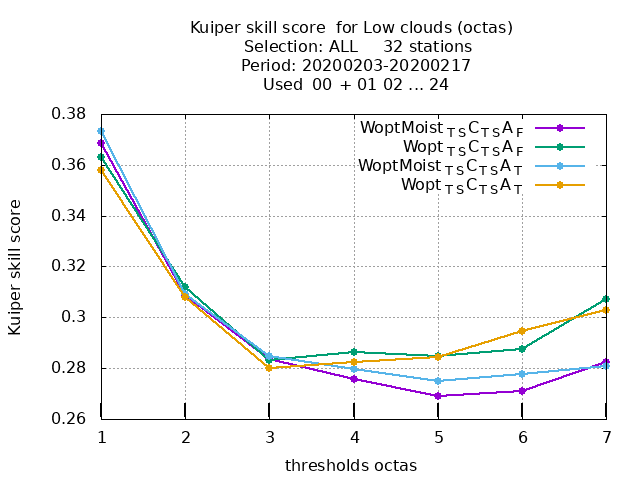 Kuiper skill score  for Low clouds (octas)
Selection: ALL     32 stations
Period: 20200203-20200217
Used  00 + 01 02 ... 24
WoptMoist TS C TS A F
Wopt TS C TS A F
WoptMoist TS C TS A T
Wopt TS C TS A T
0.38
0.36
0.34
0.32
0.3
0.28
0.26
Kuiper skill score
1 2 3 4 5 6 7
thresholds octas